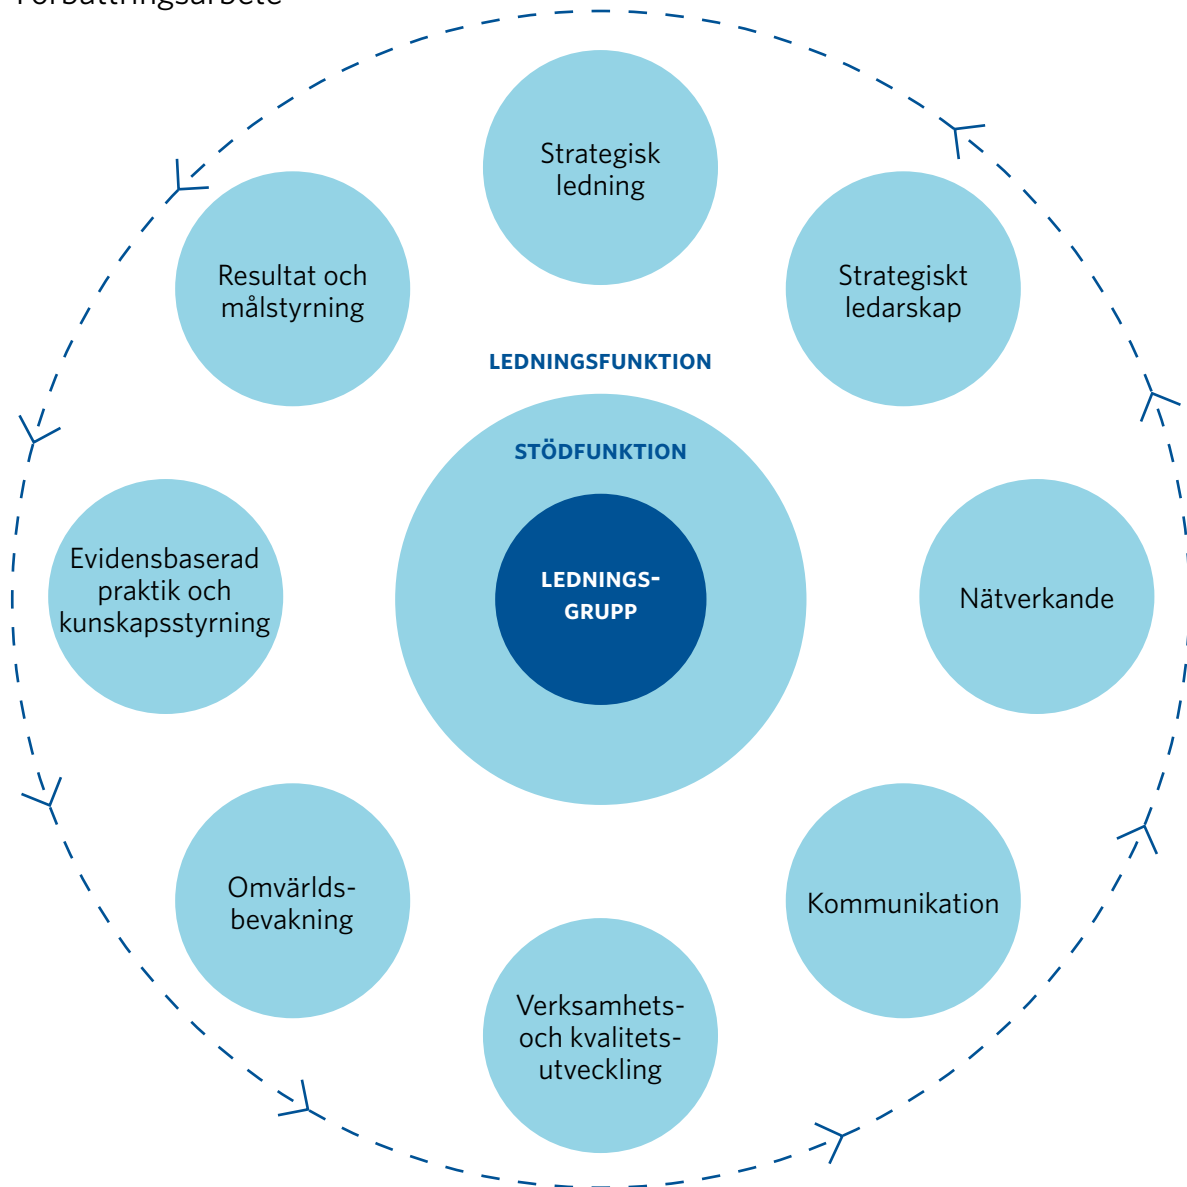 Förbättringsarbete
Strategisk
ledning
Resultat och
målstyrning
Strategiskt
ledarskap
LEDNINGSFUNKTION
STÖDFUNKTION
LEDNINGS-
GRUPP
Evidensbaserad
praktik och
kunskapsstyrning
Nätverkande
Omvärlds-
bevakning
Kommunikation
Verksamhets-
och kvalitets-
utveckling